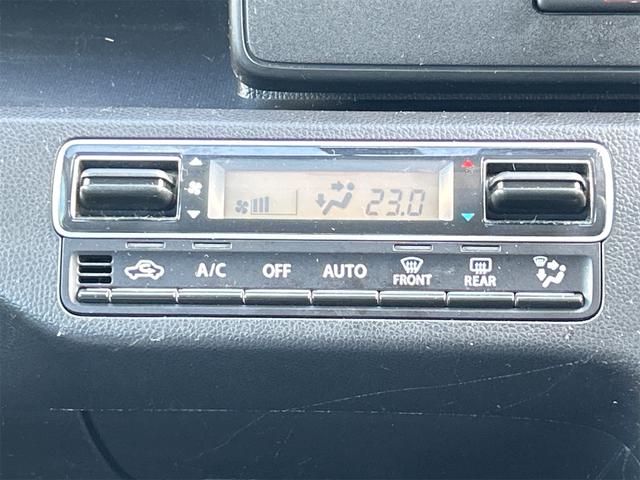 23.0
A/C OFF AUTO FRONT REAR